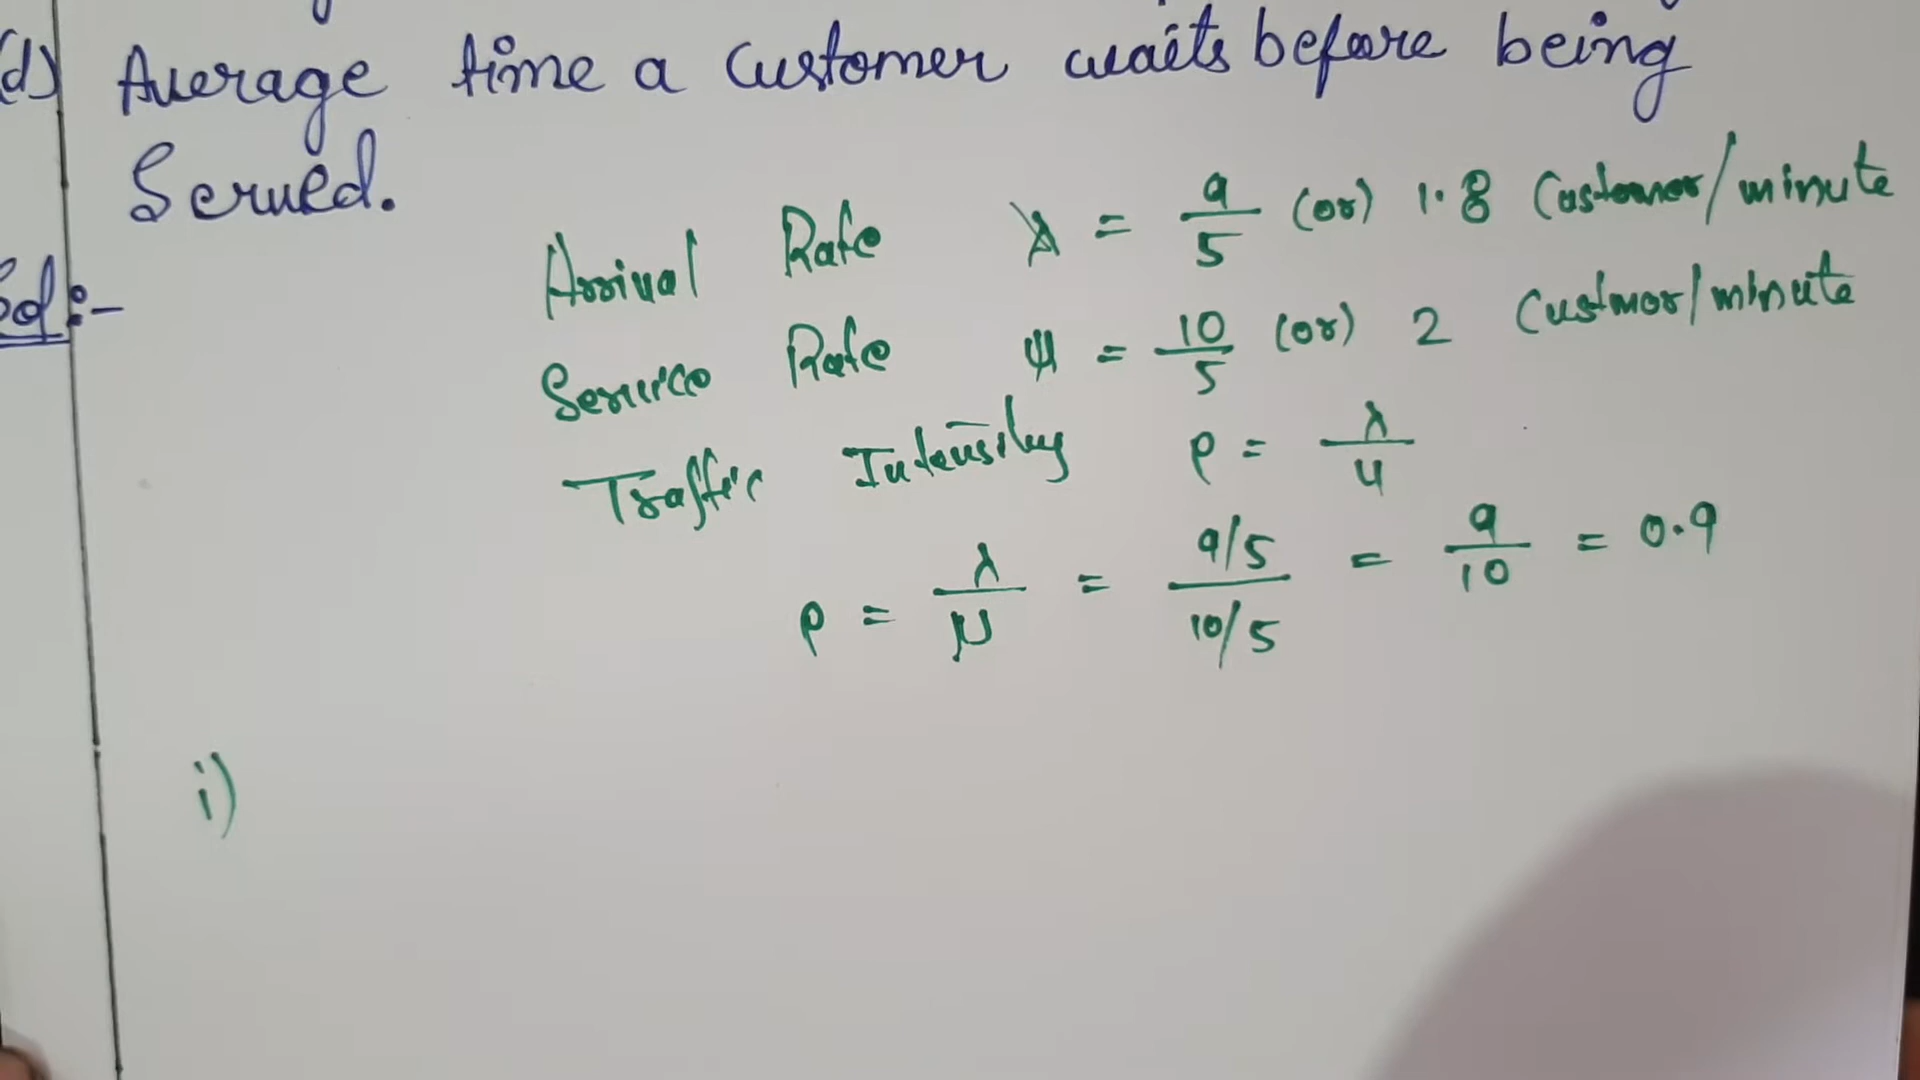 (d) Average time a customer waits before being
Served.
Arrival Rate λ = 9/5 (or) 1.8 Customer/minute
Sol:-
Service Rate μ = 10/5 (or) 2 Custmor/minute
Traffic Intensity ρ = λ/μ
ρ = λ/μ = (9/5)/(10/5) = 9/10 = 0.9
i)